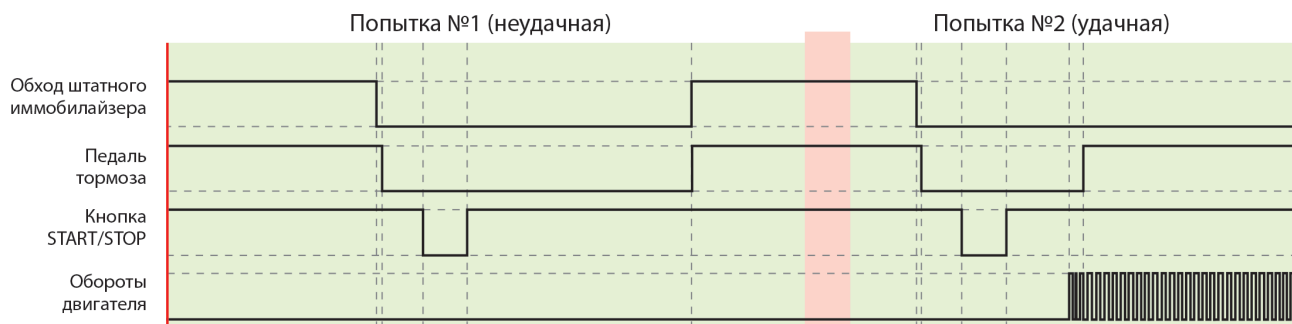 Попытка №1 (неудачная)
Попытка №2 (удачная)
Обход штатного
иммобилайзера
Педаль
тормоза
Кнопка
START/STOP
Обороты
двигателя